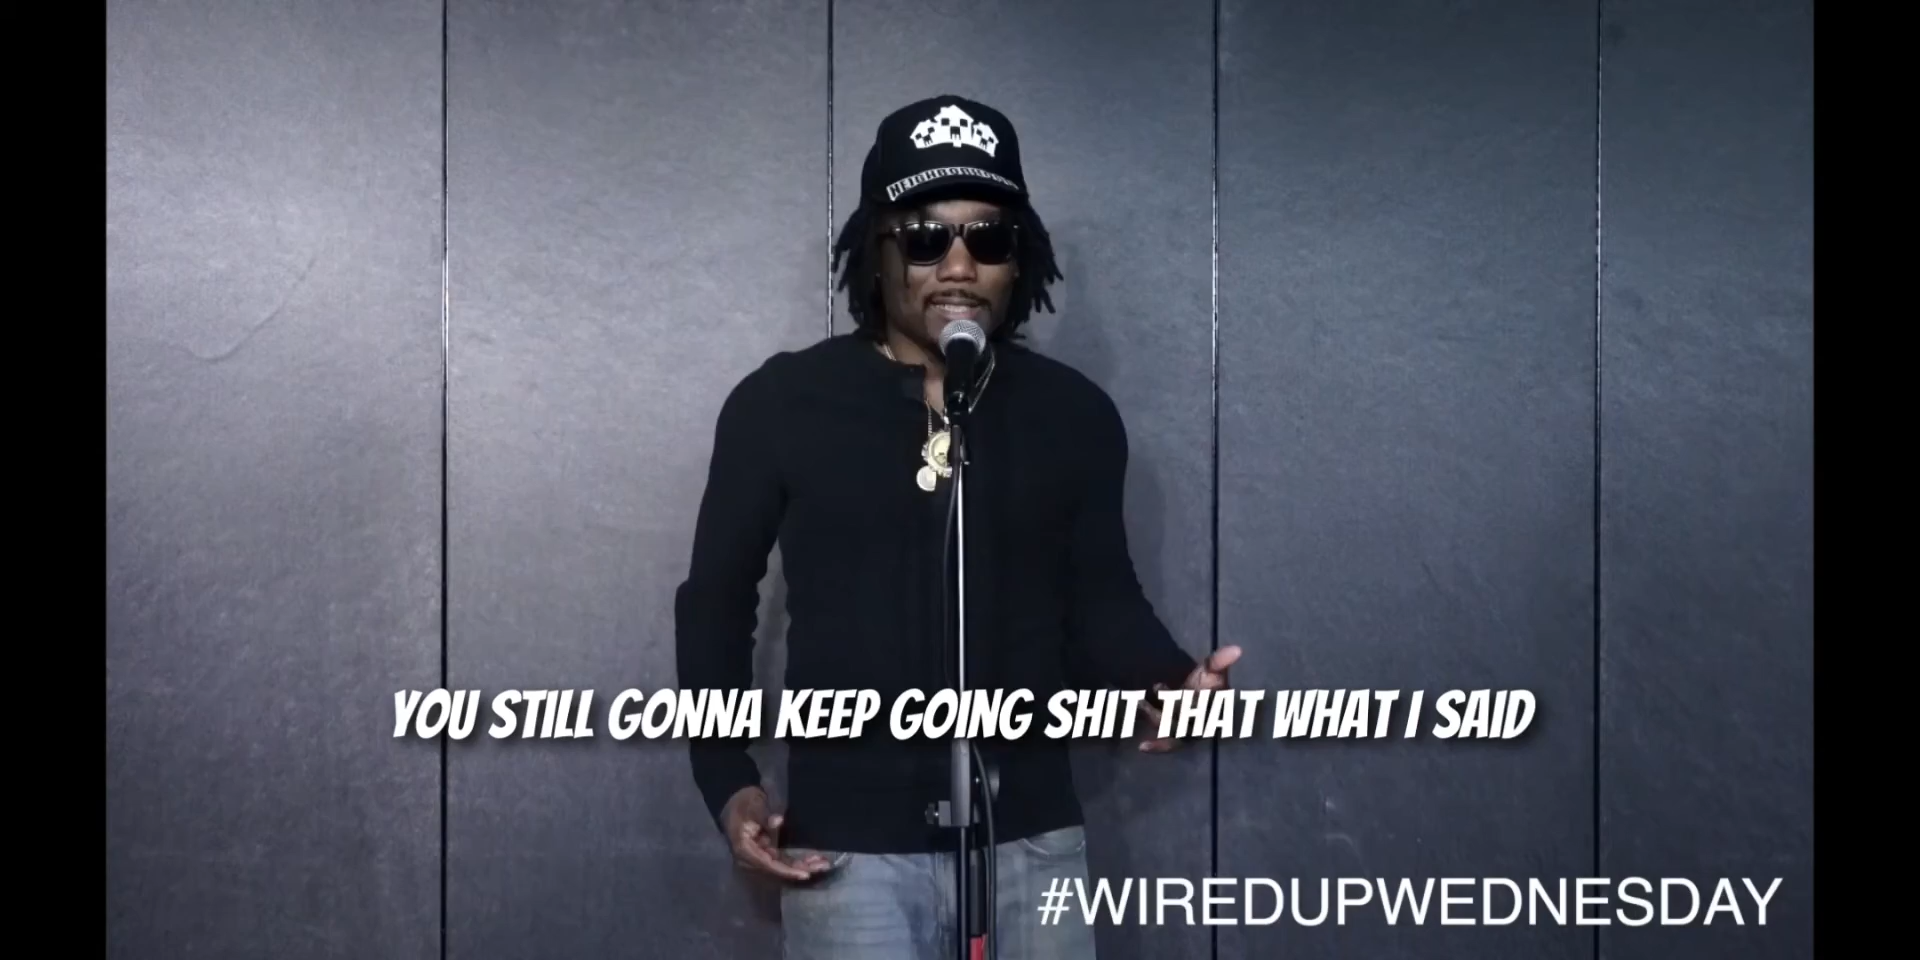 YOU STILL GONNA KEEP GOING SHIT THAT WHAT I SAID
#WIREDUPWEDNESDAY